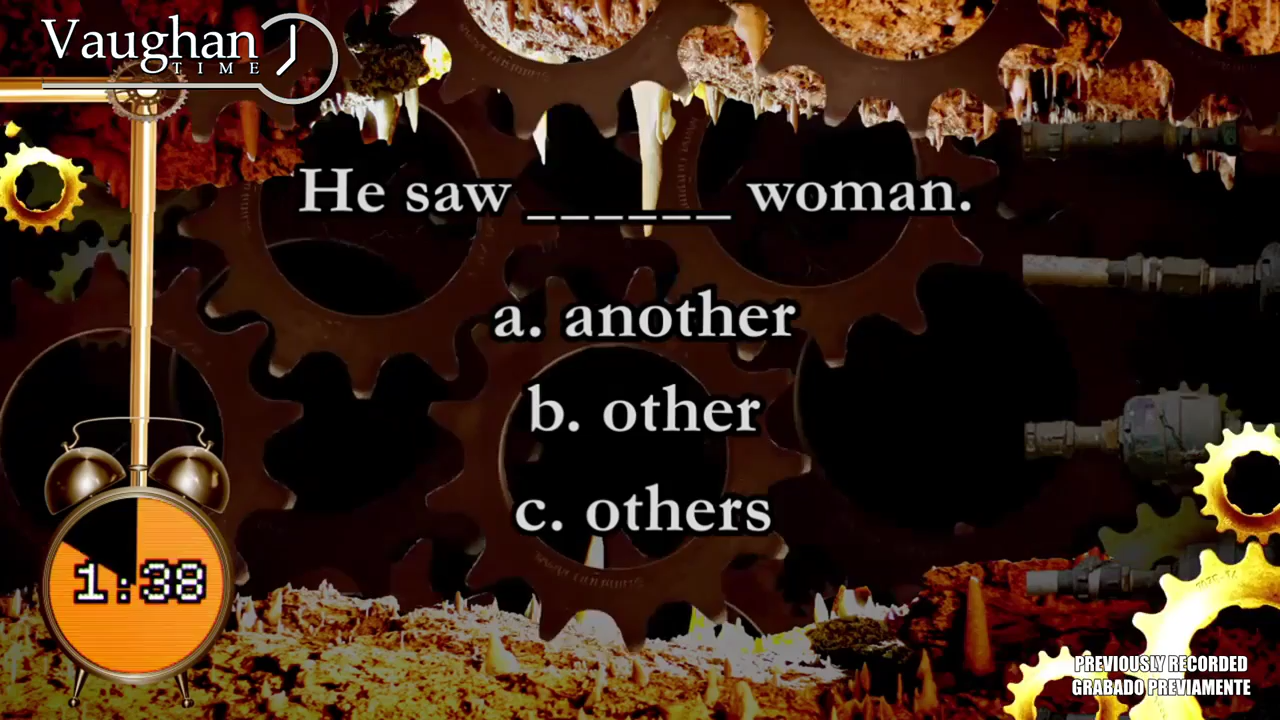 Vaughan
TIME
He saw ______ woman.
a. another
b. other
c. others
1:38
PREVIOUSLY RECORDED
GRABADO PREVIAMENTE